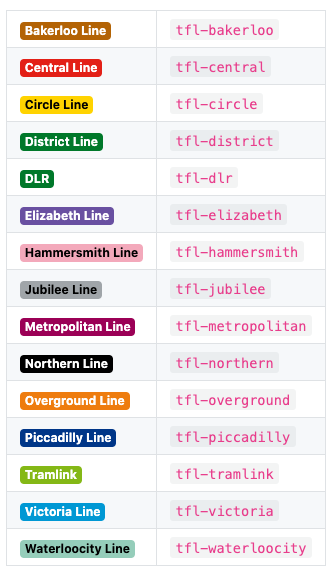 Bakerloo Line tfl-bakerloo
Central Line tfl-central
Circle Line tfl-circle
District Line tfl-district
DLR tfl-dlr
Elizabeth Line tfl-elizabeth
Hammersmith Line tfl-hammersmith
Jubilee Line tfl-jubilee
Metropolitan Line tfl-metropolitan
Northern Line tfl-northern
Overground Line tfl-overground
Piccadilly Line tfl-piccadilly
Tramlink tfl-tramlink
Victoria Line tfl-victoria
Waterloocity Line tfl-waterloocity